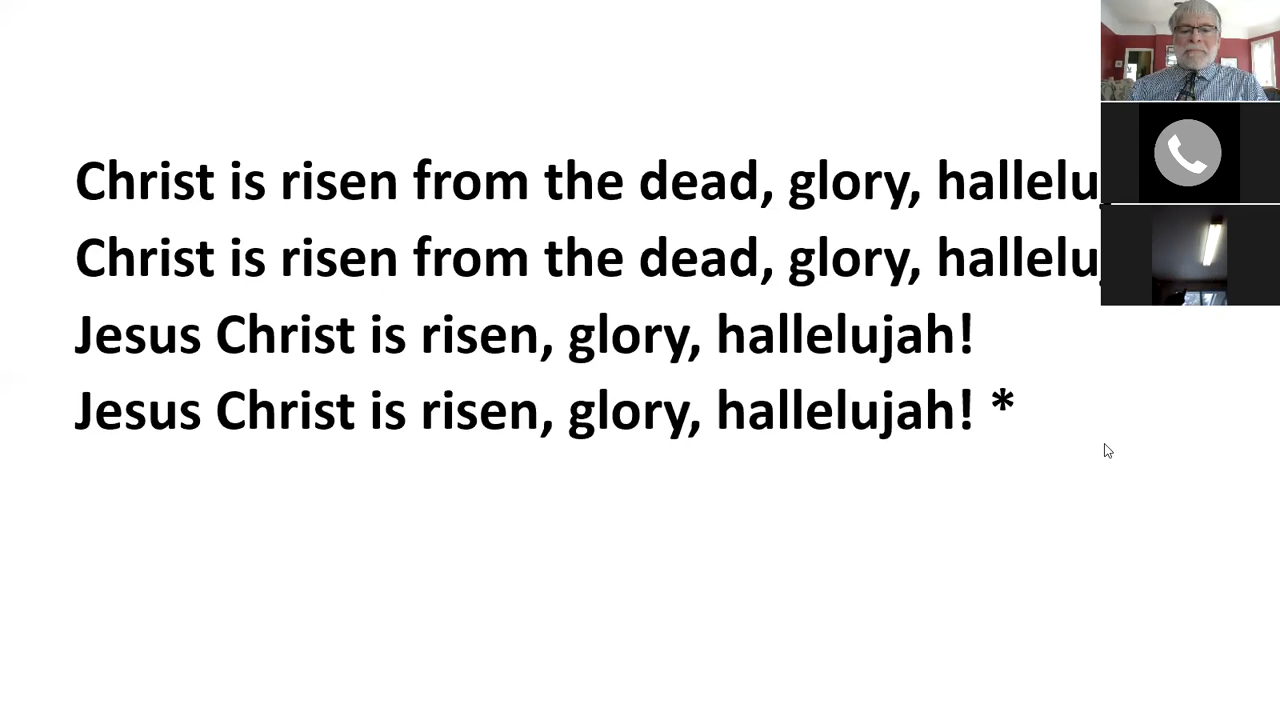 Christ is risen from the dead, glory, hallelu
Christ is risen from the dead, glory, hallelu
Jesus Christ is risen, glory, hallelujah!
Jesus Christ is risen, glory, hallelujah! *